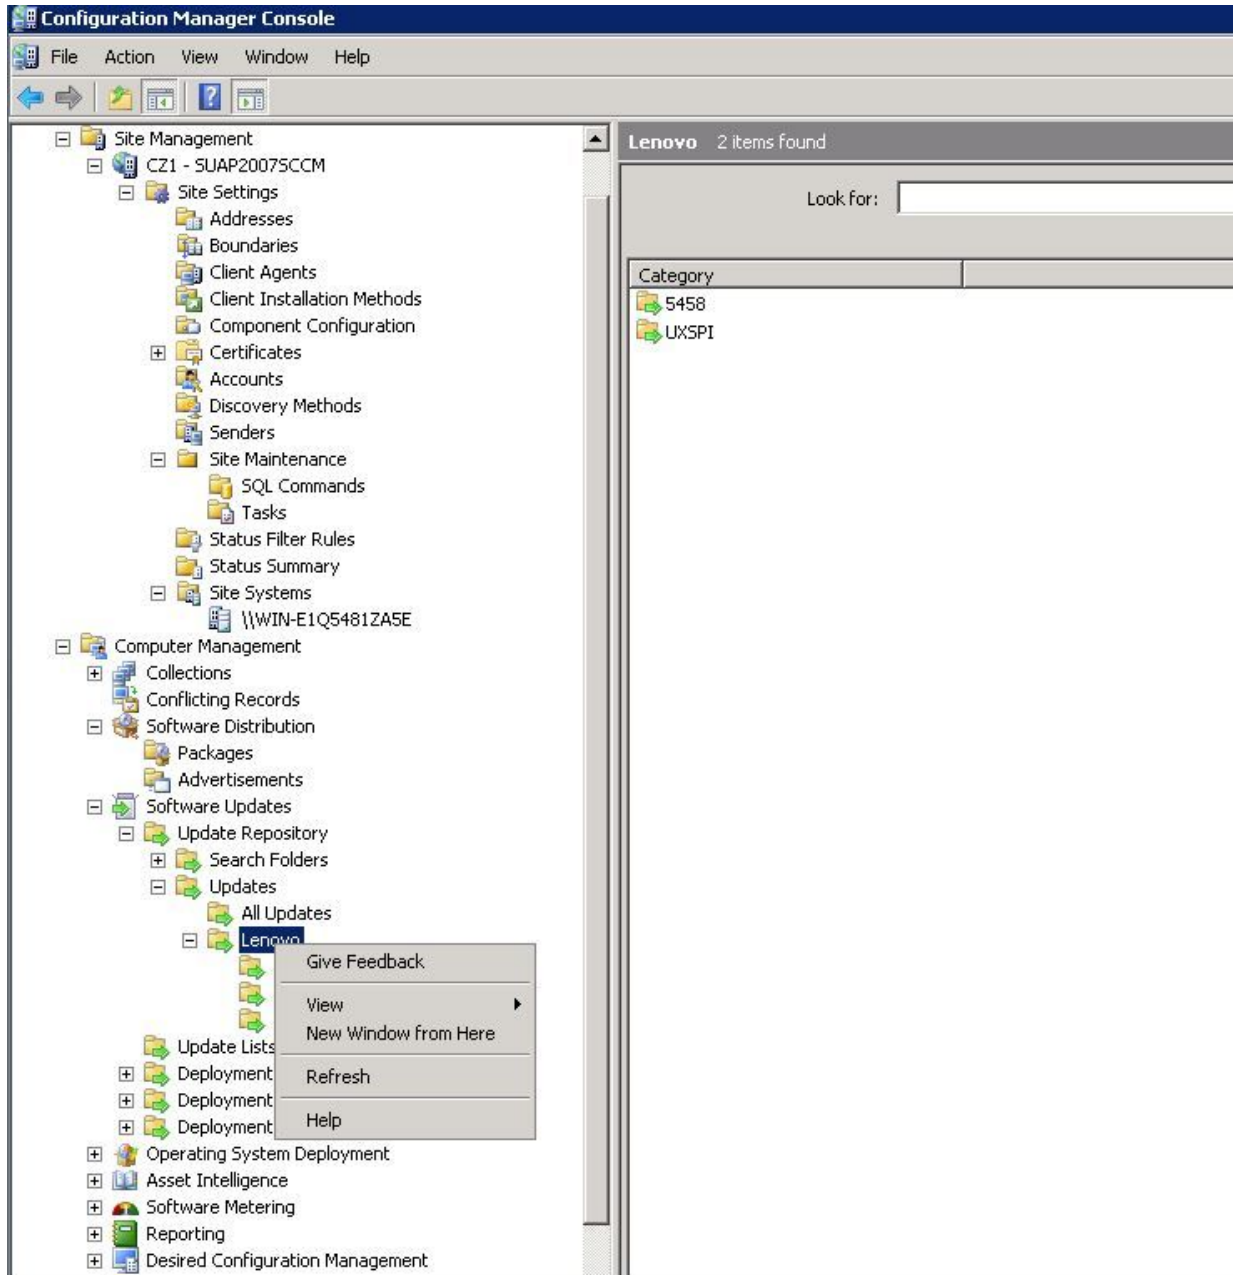 Configuration Manager Console
File Action View Window Help
Site Management
CZ1 - SUAP2007SCCM
Site Settings
Addresses
Boundaries
Client Agents
Client Installation Methods
Component Configuration
Certificates
Accounts
Discovery Methods
Senders
Site Maintenance
SQL Commands
Tasks
Status Filter Rules
Status Summary
Site Systems
\\WIN-E1Q5481ZA5E
Computer Management
Collections
Conflicting Records
Software Distribution
Packages
Advertisements
Software Updates
Update Repository
Search Folders
Updates
All Updates
Lenovo
Update Lists
Deployment
Deployment
Deployment
Operating System Deployment
Asset Intelligence
Software Metering
Reporting
Desired Configuration Management
Give Feedback
View
New Window from Here
Refresh
Help
Lenovo 2 items found
Look for:
Category
5458
UXSPI